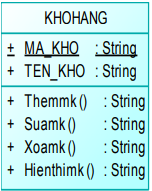 KHOHANG
+ MA_KHO : String
+ TEN_KHO : String
+ Themmk () : String
+ Suamk () : String
+ Xoamk () : String
+ Hienthimk () : String